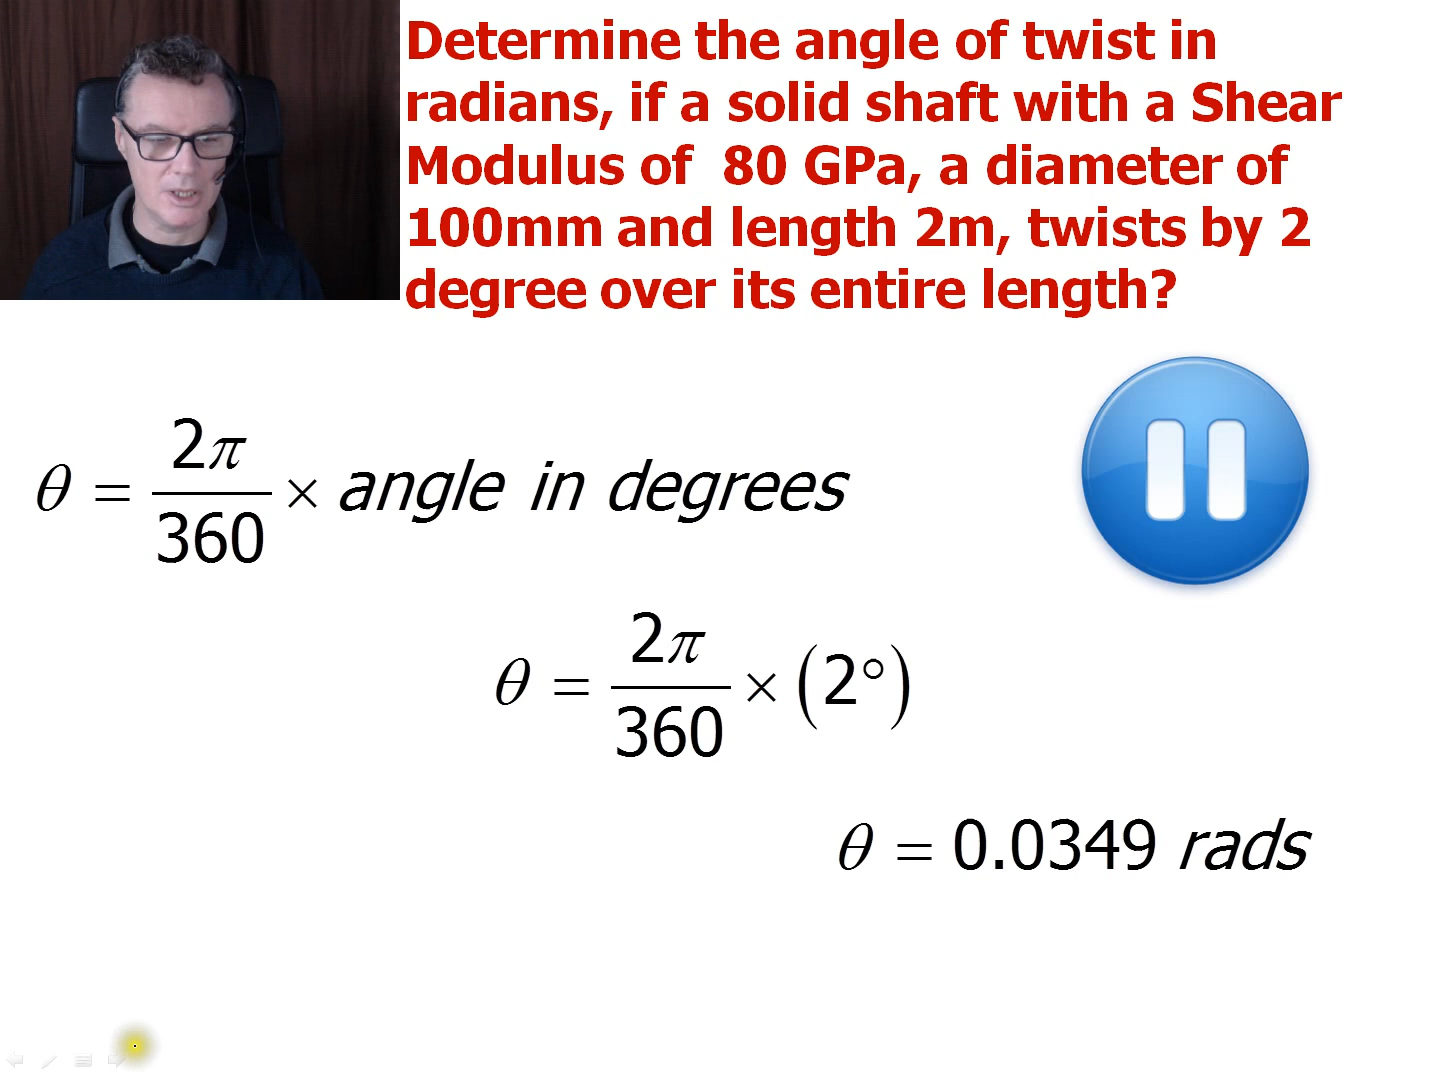 Determine the angle of twist in
radians, if a solid shaft with a Shear
Modulus of 80 GPa, a diameter of
100mm and length 2m, twists by 2
degree over its entire length?
θ = 2π/360 × angle in degrees
θ = 2π/360 × (2°)
θ = 0.0349 rads